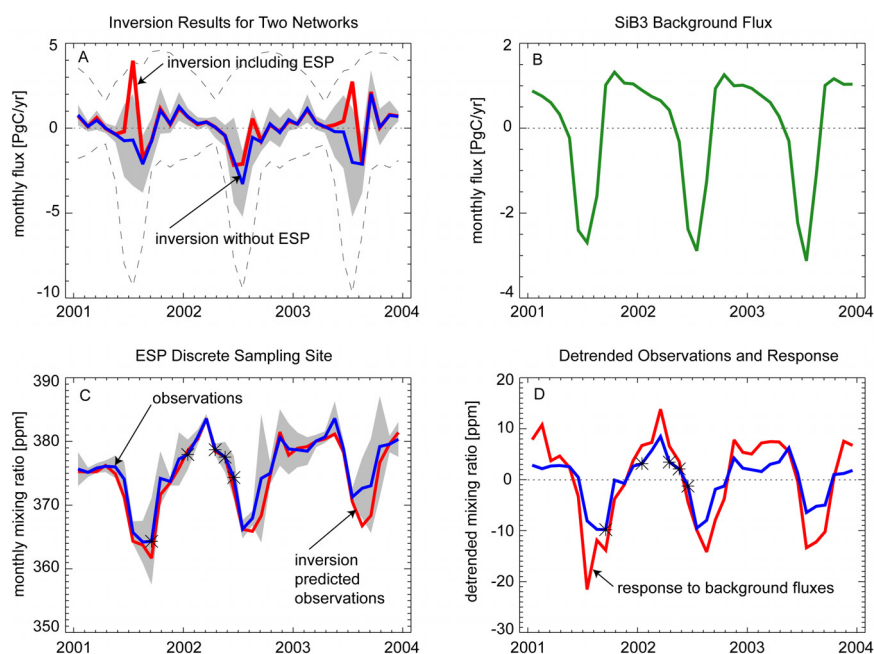 Inversion Results for Two Networks
A
inversion including ESP
inversion without ESP
monthly flux [PgC/yr]
5
0
-5
-10
2001 2002 2003 2004
SiB3 Background Flux
B
monthly flux [PgC/yr]
2
0
-2
-4
2001 2002 2003 2004
ESP Discrete Sampling Site
C
observations
inversion
predicted
observations
monthly mixing ratio [ppm]
390
380
370
360
350
2001 2002 2003 2004
Detrended Observations and Response
D
response to background fluxes
detrended mixing ratio [ppm]
20
10
0
-10
-20
-30
2001 2002 2003 2004